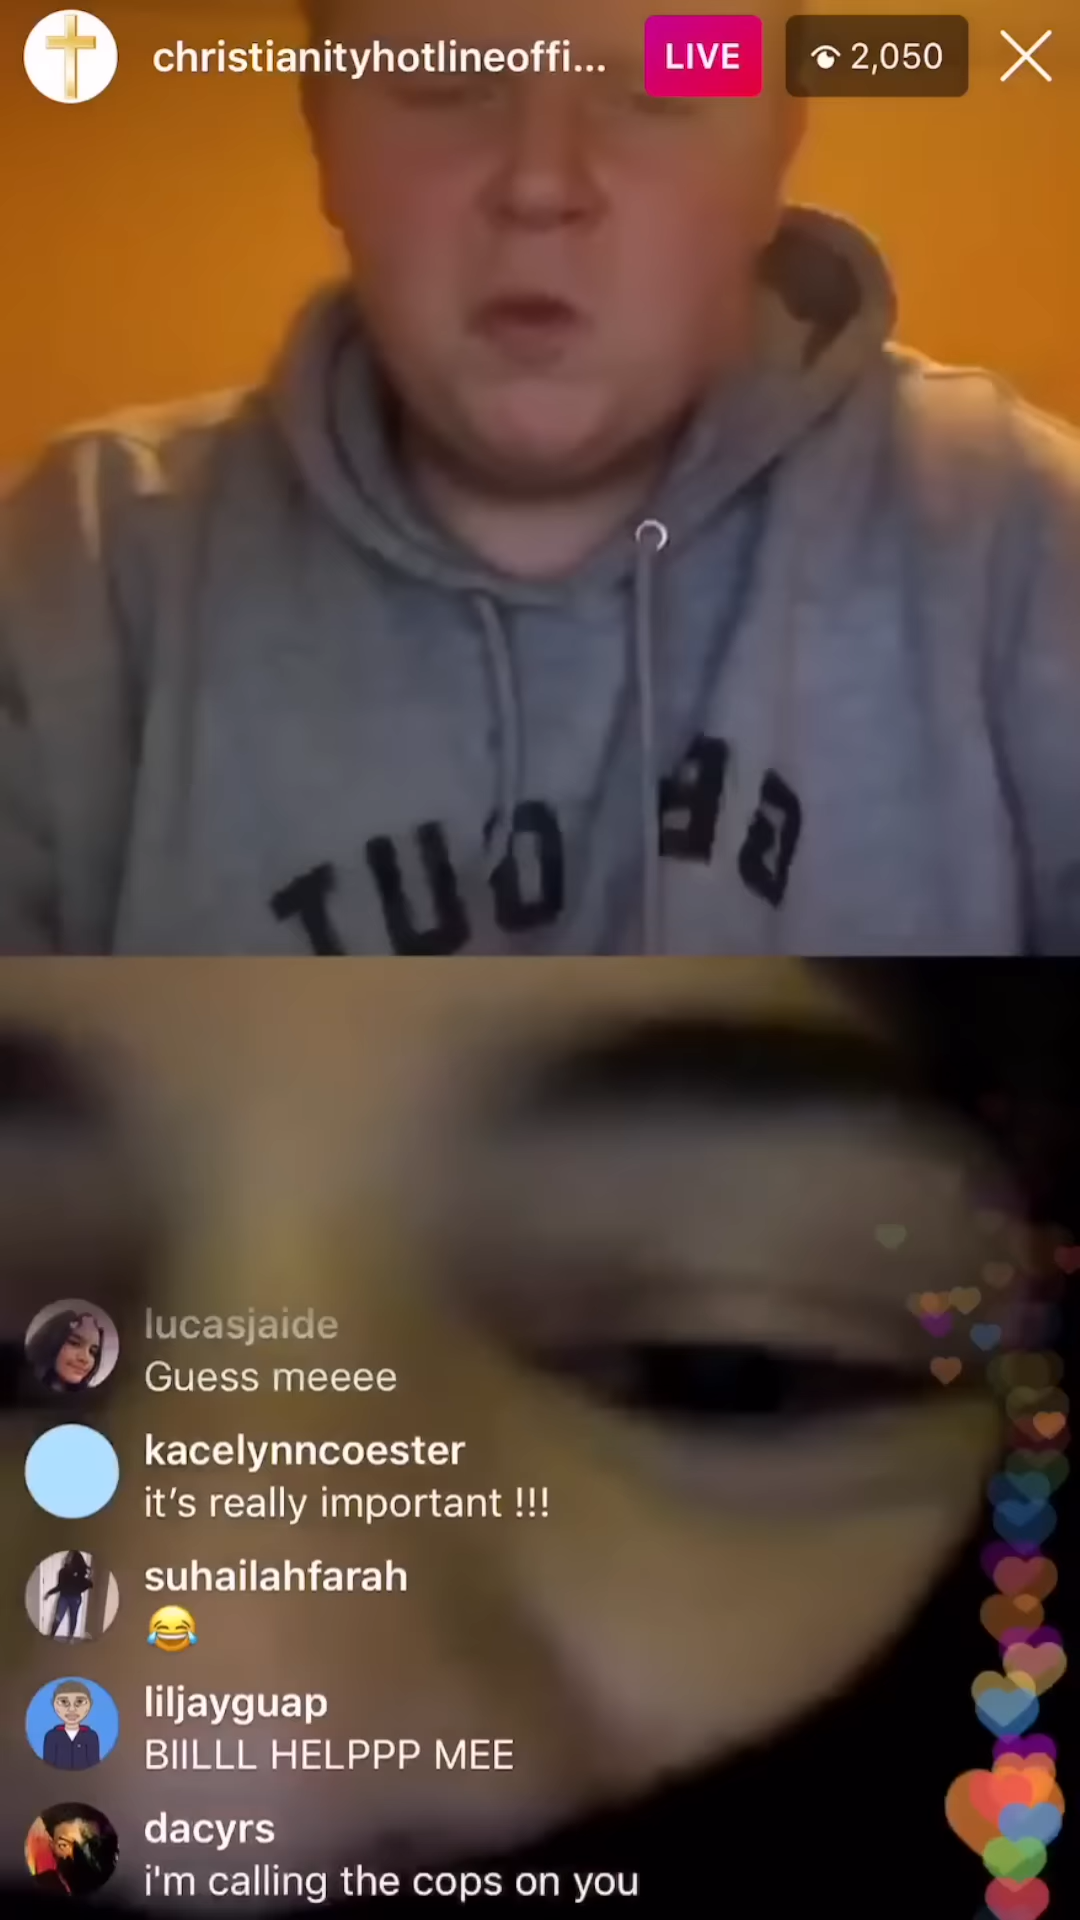 christianityhotlineoffi...
LIVE
2,050
lucasjaide
Guess meeee
kacelynncoester
it’s really important !!!
suhailahfarah
😂
liljayguap
BIILLL HELPPP MEE
dacyrs
i'm calling the cops on you